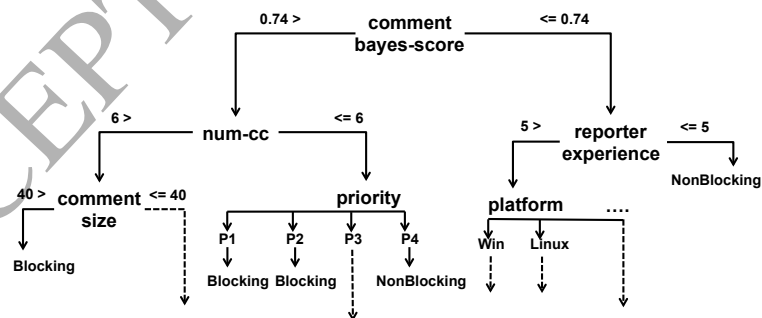 0.74 >
comment
bayes-score
<= 0.74
6 >
num-cc
<= 6
5 >
reporter
experience
<= 5
NonBlocking
40 >
comment
size
<= 40
priority
platform
....
P1
P2
P3
P4
Win
Linux
Blocking
Blocking
Blocking
NonBlocking
CEPT